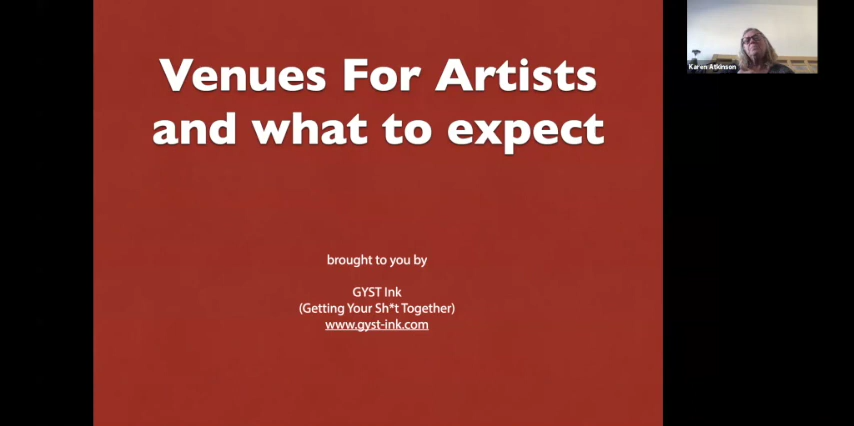 Venues For Artists
and what to expect
brought to you by
GYST Ink
(Getting Your Sh*t Together)
www.gyst-ink.com
Karen Atkinson